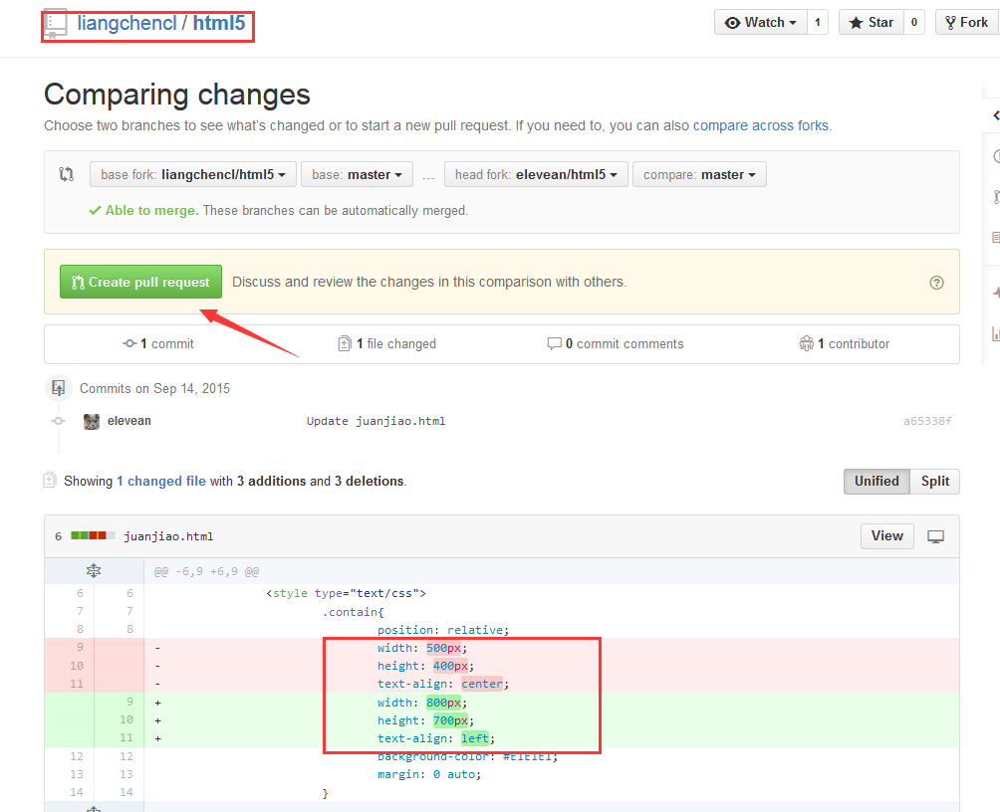 liangchencl / html5
Watch 1 Star 0 Fork
Comparing changes
Choose two branches to see what's changed or to start a new pull request. If you need to, you can also compare across forks.
base fork: liangchencl/html5 base: master ... head fork: elevean/html5 compare: master
Able to merge. These branches can be automatically merged.
Create pull request Discuss and review the changes in this comparison with others.
1 commit 1 file changed 0 commit comments 1 contributor
Commits on Sep 14, 2015
elevean Update juanjiao.html a65338f
Showing 1 changed file with 3 additions and 3 deletions. Unified Split
6 juanjiao.html View
@@ -6,9 +6,9 @@
6 6 <style type="text/css">
7 7 .contain{
8 8 position: relative;
9 - width: 500px;
10 - height: 400px;
11 - text-align: center;
9 + width: 800px;
10 + height: 700px;
11 + text-align: left;
12 12 background-color: #E1E1E1;
13 13 margin: 0 auto;
14 14 }